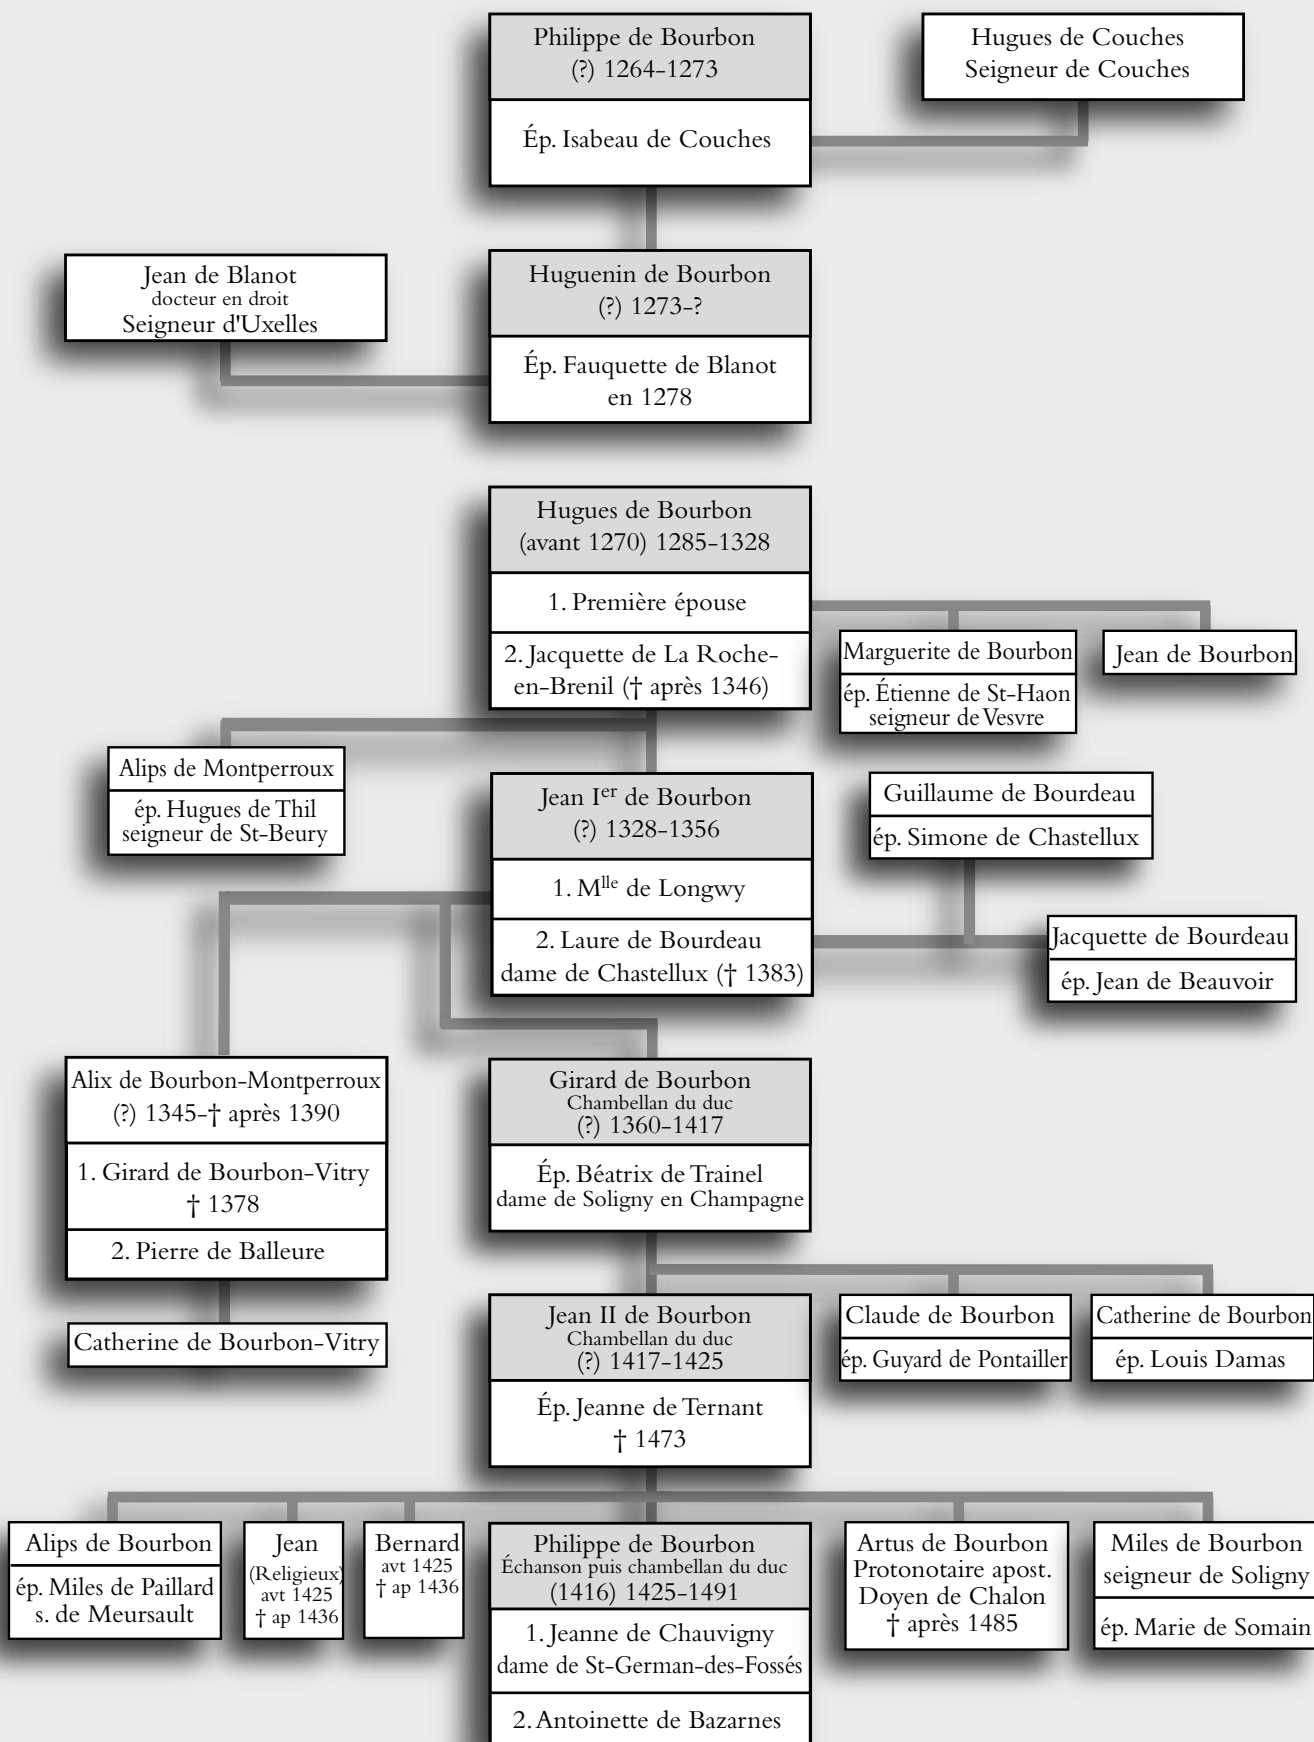 Philippe de Bourbon
(?) 1264-1273
Ép. Isabeau de Couches
Hugues de Couches
Seigneur de Couches
Jean de Blanot
docteur en droit
Seigneur d'Uxelles
Huguenin de Bourbon
(?) 1273-?
Ép. Fauquette de Blanot
en 1278
Hugues de Bourbon
(avant 1270) 1285-1328
1. Première épouse
2. Jacquette de La Roche-
en-Brenil († après 1346)
Marguerite de Bourbon
ép. Étienne de St-Haon
seigneur de Vesvre
Jean de Bourbon
Alips de Montperroux
ép. Hugues de Thil
seigneur de St-Beury
Jean Ier de Bourbon
(?) 1328-1356
1. Mlle de Longwy
2. Laure de Bourdeau
dame de Chastellux († 1383)
Guillaume de Bourdeau
ép. Simone de Chastellux
Jacquette de Bourdeau
ép. Jean de Beauvoir
Alix de Bourbon-Montperroux
(?) 1345-† après 1390
1. Girard de Bourbon-Vitry
† 1378
2. Pierre de Balleure
Catherine de Bourbon-Vitry
Girard de Bourbon
Chambellan du duc
(?) 1360-1417
Ép. Béatrix de Trainel
dame de Soligny en Champagne
Jean II de Bourbon
Chambellan du duc
(?) 1417-1425
Ép. Jeanne de Ternant
† 1473
Claude de Bourbon
ép. Guyard de Pontailler
Catherine de Bourbon
ép. Louis Damas
Alips de Bourbon
ép. Miles de Paillard
s. de Meursault
Jean
(Religieux)
avt 1425
† ap 1436
Bernard
avt 1425
† ap 1436
Philippe de Bourbon
Échanson puis chambellan du duc
(1416) 1425-1491
1. Jeanne de Chauvigny
dame de St-German-des-Fossés
2. Antoinette de Bazarnes
Artus de Bourbon
Protonotaire apost.
Doyen de Chalon
† après 1485
Miles de Bourbon
seigneur de Soligny
ép. Marie de Somain